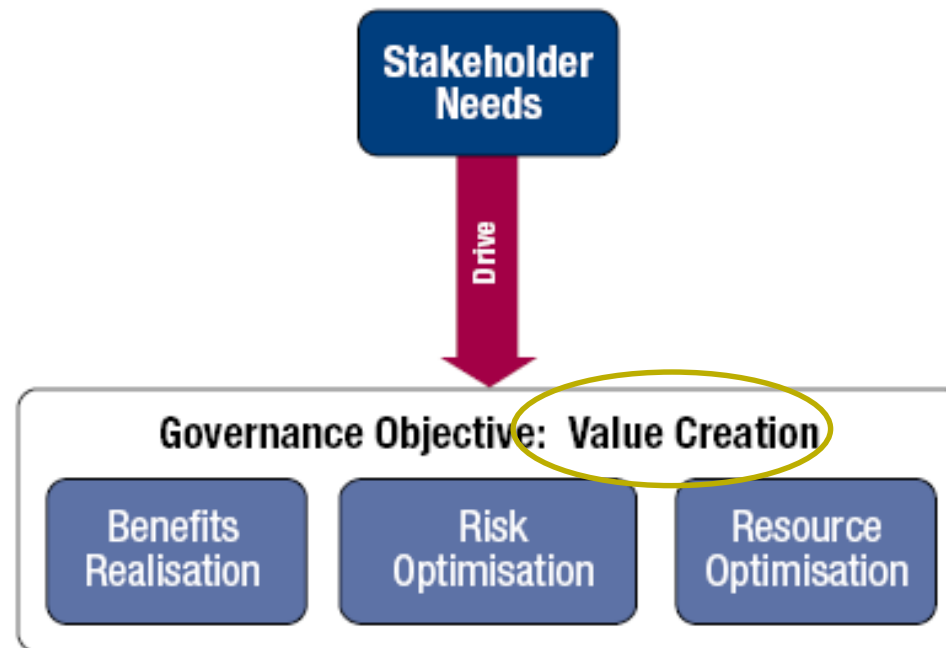 Stakeholder
Needs
Drive
Governance Objective: Value Creation
Benefits
Realisation
Risk
Optimisation
Resource
Optimisation